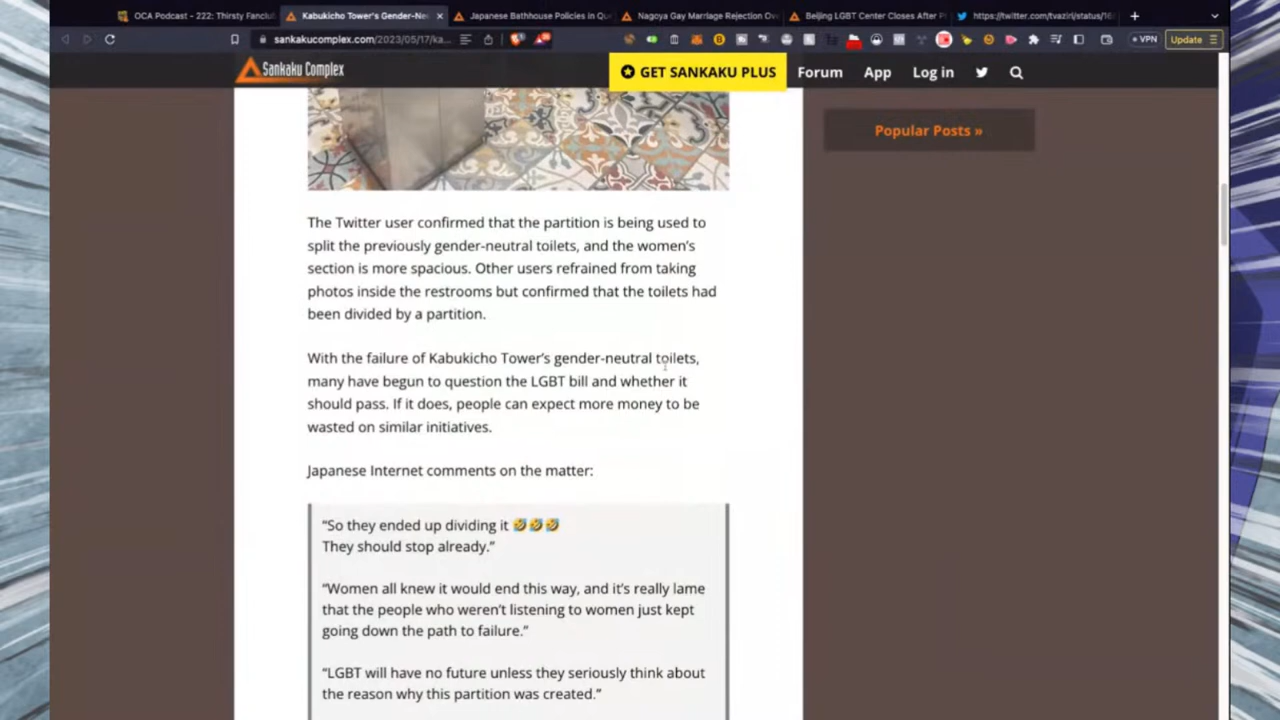 OCA Podcast - 222: Thirsty Fanclu
Kabukicho Tower's Gender-Neu
Japanese Bathhouse Policies In Qu
Nagoya Gay Marriage Rejection Ov
Beijing LGBT Center Closes After P
https://twitter.com/tvaziri/status/16
sankakucomplex.com/2023/05/17/ka...
VPN
Update
Sankaku Complex
GET SANKAKU PLUS
Forum
App
Log in
Popular Posts »
The Twitter user confirmed that the partition is being used to
split the previously gender-neutral toilets, and the women's
section is more spacious. Other users refrained from taking
photos inside the restrooms but confirmed that the toilets had
been divided by a partition.
With the failure of Kabukicho Tower's gender-neutral toilets,
many have begun to question the LGBT bill and whether it
should pass. If it does, people can expect more money to be
wasted on similar initiatives.
Japanese Internet comments on the matter:
"So they ended up dividing it 🤣🤣🤣
They should stop already."
"Women all knew it would end this way, and it's really lame
that the people who weren't listening to women just kept
going down the path to failure."
"LGBT will have no future unless they seriously think about
the reason why this partition was created."